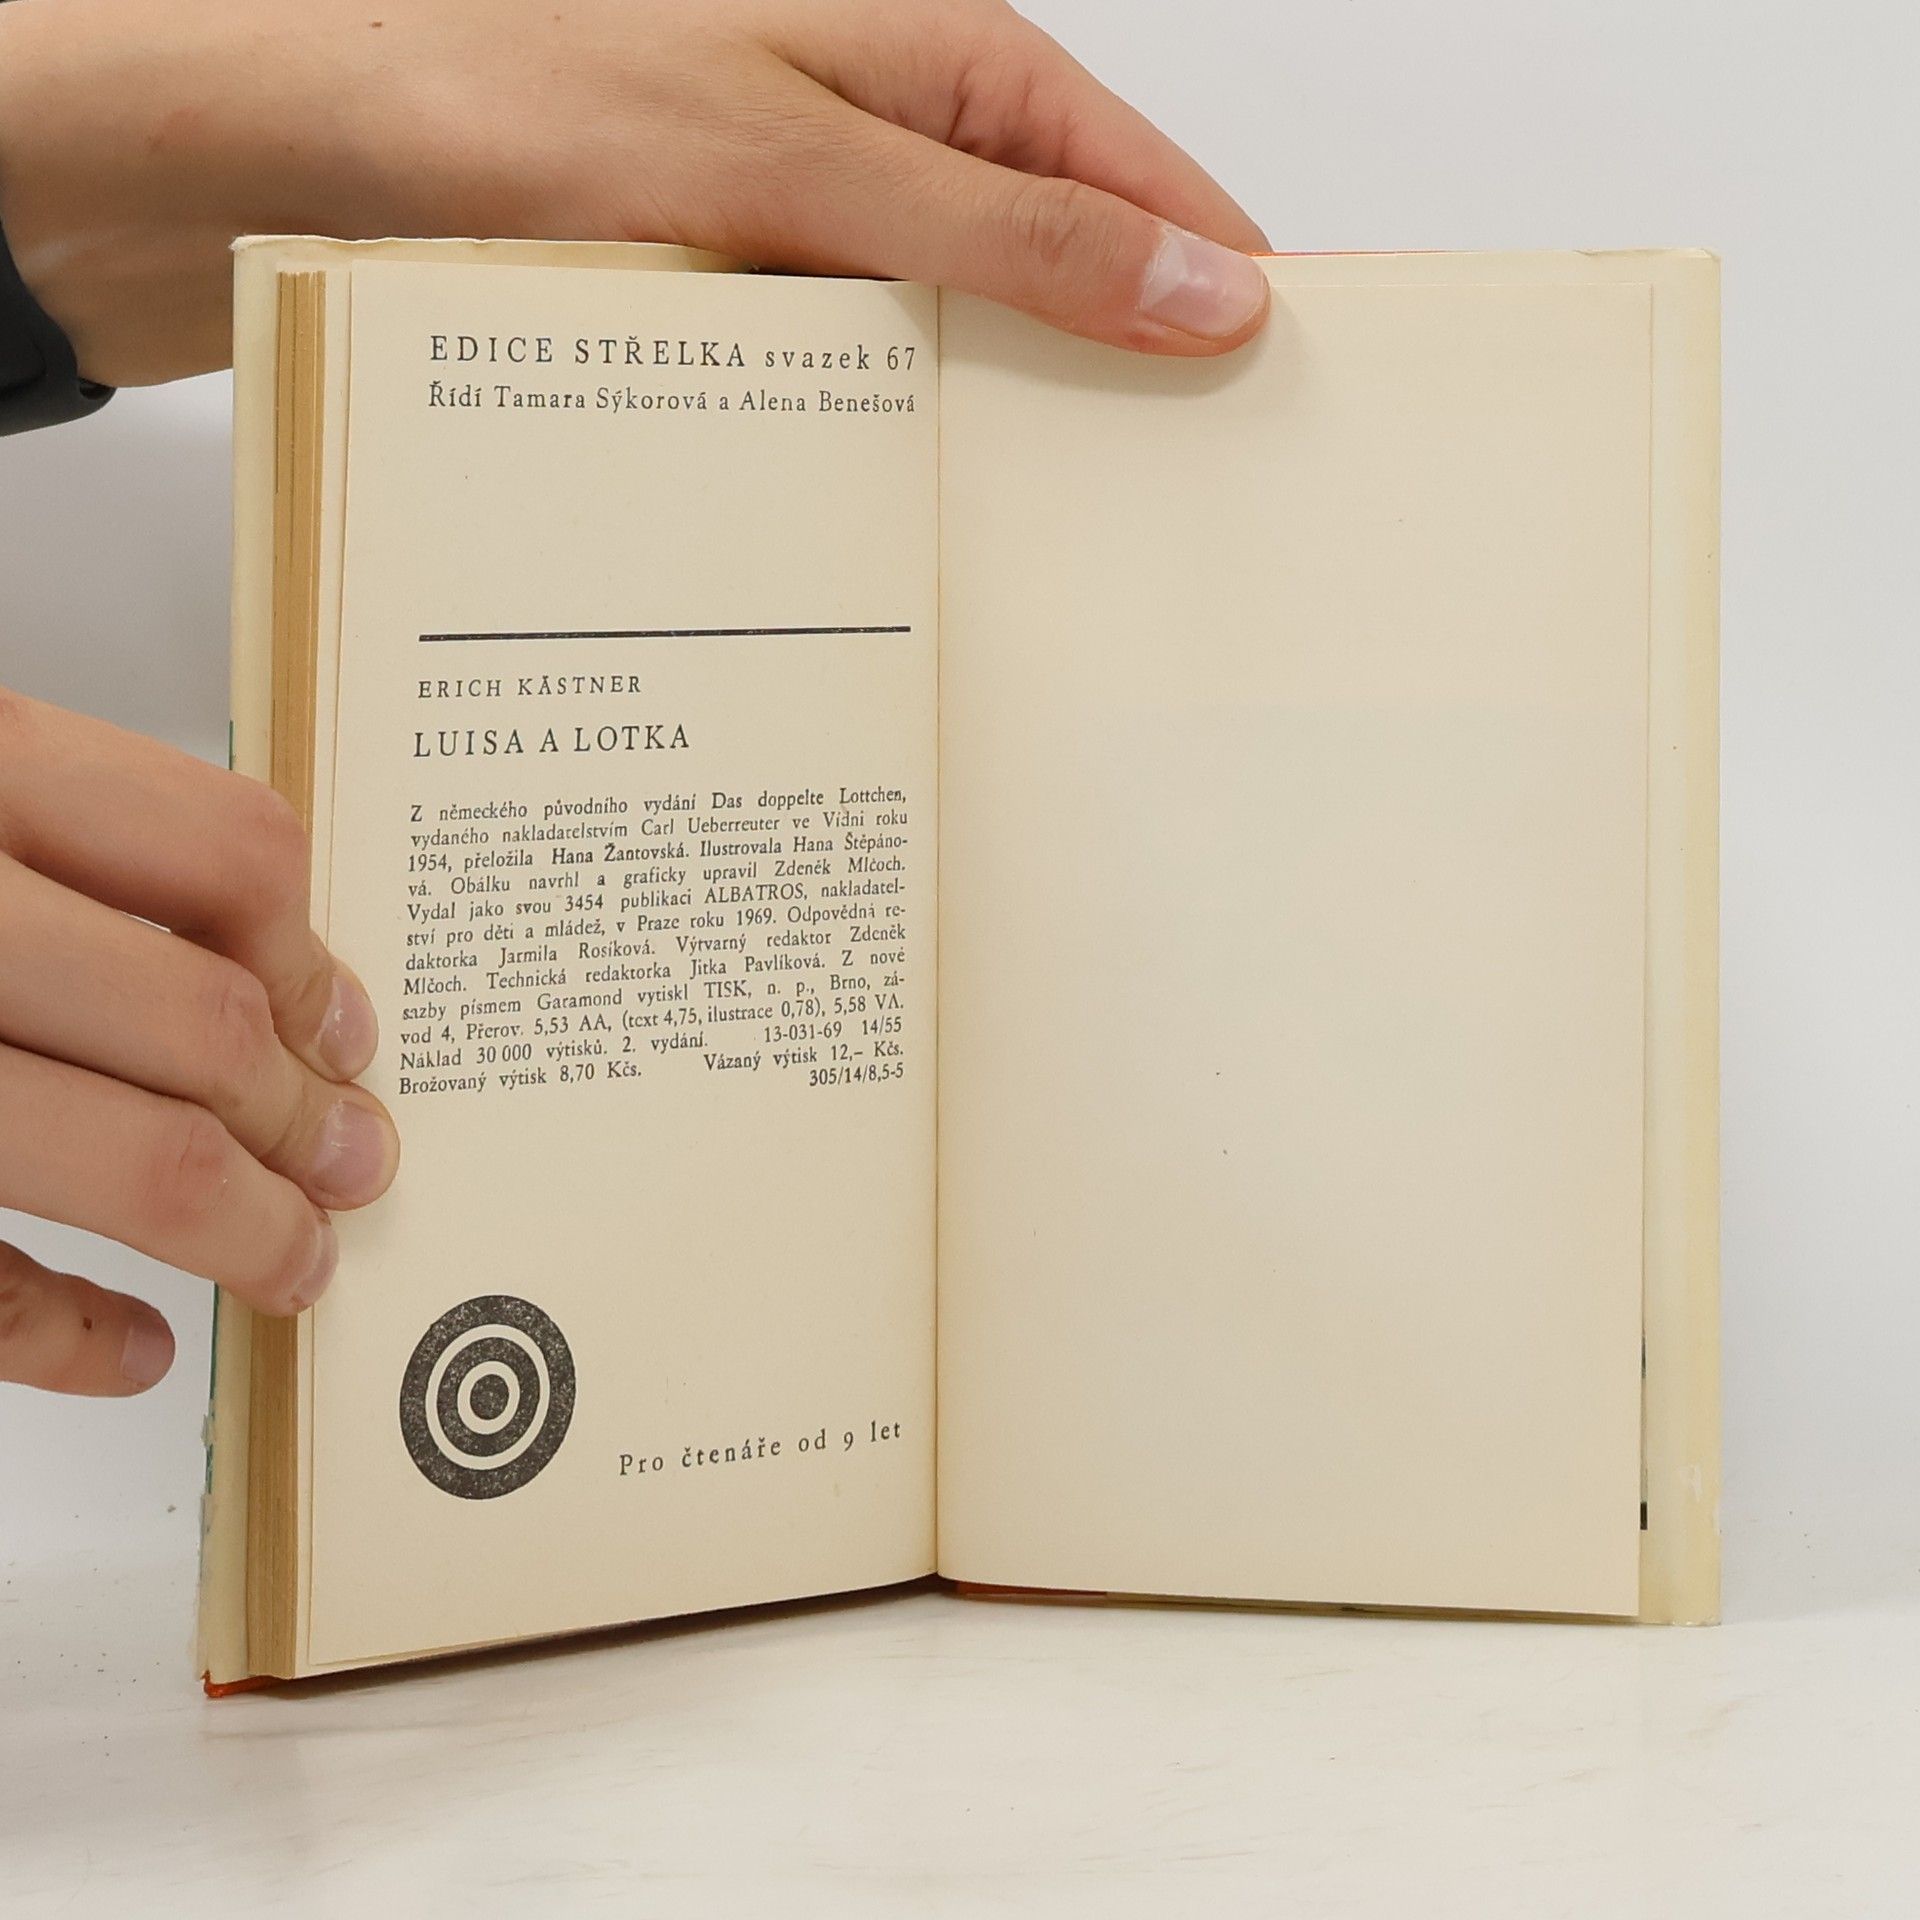 EDICE STŘELKA svazek 67
Řídí Tamara Sýkorová a Alena Benešová
ERICH KÄSTNER
LUISA A LOTKA
Z německého původního vydání Das doppelte Lottchen,
vydaného nakladatelstvím Carl Ueberreuter ve Vídni roku
1954, přeložila Hana Žantovská. Ilustrovala Hana Štěpáno-
vá. Obálku navrhl a graficky upravil Zdeněk Mlčoch.
Vydal jako svou 3454 publikaci ALBATROS, nakladatel-
ství pro děti a mládež, v Praze roku 1969. Odpovědná re-
daktorka Jarmila Rosíková. Výtvarný redaktor Zdeněk
Mlčoch. Technická redaktorka Jitka Pavlíková. Z nové
sazby písmem Garamond vytiskl TISK, n. p., Brno, zá-
vod 4, Přerov. 5,53 AA, (text 4,75, ilustrace 0,78), 5,58 VA.
Náklad 30 000 výtisků. 2. vydání. 13-031-69 14/55
Brožovaný výtisk 8,70 Kčs. Vázaný výtisk 12,– Kčs.
305/14/8,5-5
Pro čtenáře od 9 let